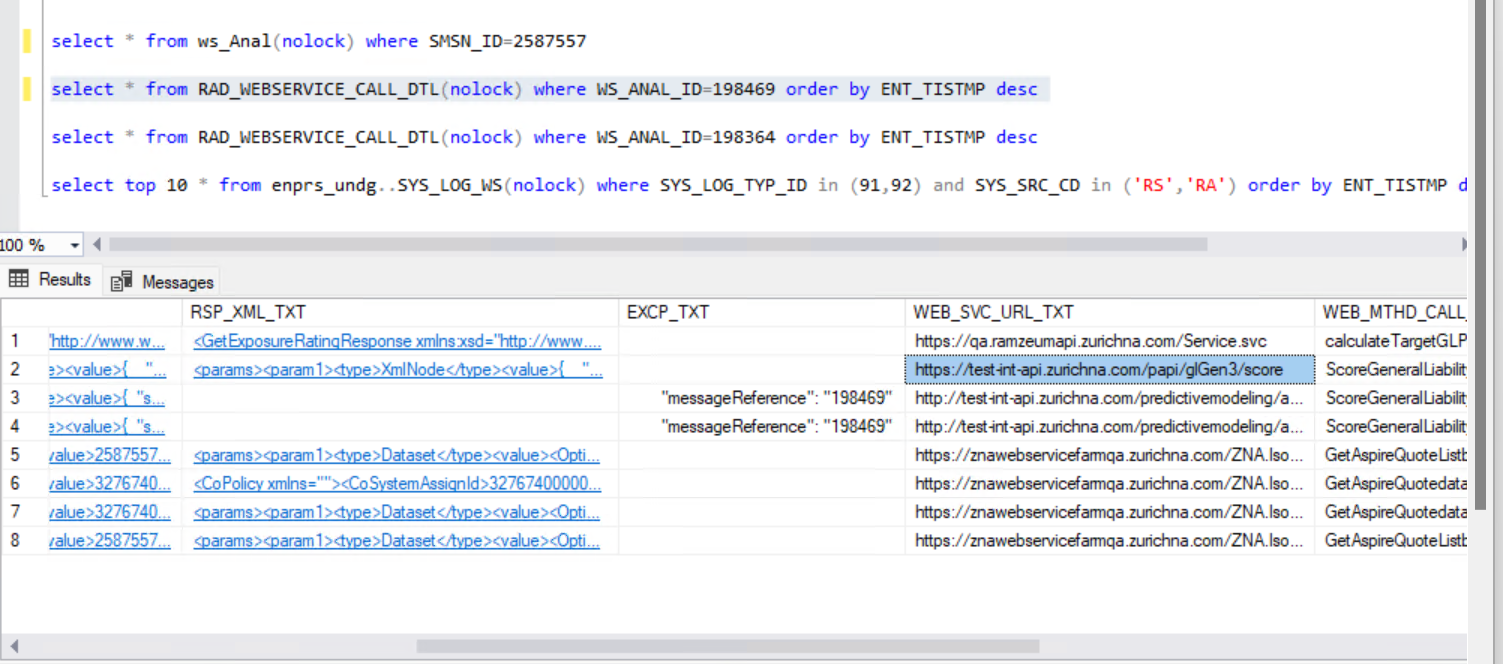 select * from ws_Anal(nolock) where SMSN_ID=2587557
select * from RAD_WEBSERVICE_CALL_DTL(nolock) where WS_ANAL_ID=198469 order by ENT_TISTMP desc
select * from RAD_WEBSERVICE_CALL_DTL(nolock) where WS_ANAL_ID=198364 order by ENT_TISTMP desc
select top 10 * from enprs_undg..SYS_LOG_WS(nolock) where SYS_LOG_TYP_ID in (91,92) and SYS_SRC_CD in ('RS','RA') order by ENT_TISTMP d
100 %
Results Messages
RSP_XML_TXT EXCP_TXT WEB_SVC_URL_TXT WEB_MTHD_CALL_
1 "http://www.w... <GetExposureRatingResponse xmlns:xsd="http://www.... https://qa.ramzeumapi.zurichna.com/Service.svc calculateTargetGLP
2 e><value>{ "... <params><param1><type>XmlNode</type><value>{ "... https://test-int-api.zurichna.com/papi/glGen3/score ScoreGeneralLiabilit
3 e><value>{ "s... "messageReference": "198469" http://test-int-api.zurichna.com/predictivemodeling/a... ScoreGeneralLiabilit
4 e><value>{ "s... "messageReference": "198469" http://test-int-api.zurichna.com/predictivemodeling/a... ScoreGeneralLiabilit
5 value>2587557... <params><param1><type>Dataset</type><value><Opti... https://znawebservicefarmqa.zurichna.com/ZNA.Iso... GetAspireQuoteListb
6 value>3276740... <CoPolicy xmlns=""><CoSystemAssignId>32767400000... https://znawebservicefarmqa.zurichna.com/ZNA.Iso... GetAspireQuotedata
7 value>3276740... <params><param1><type>Dataset</type><value><Opti... https://znawebservicefarmqa.zurichna.com/ZNA.Iso... GetAspireQuotedata
8 value>2587557... <params><param1><type>Dataset</type><value><Opti... https://znawebservicefarmqa.zurichna.com/ZNA.Iso... GetAspireQuoteListb